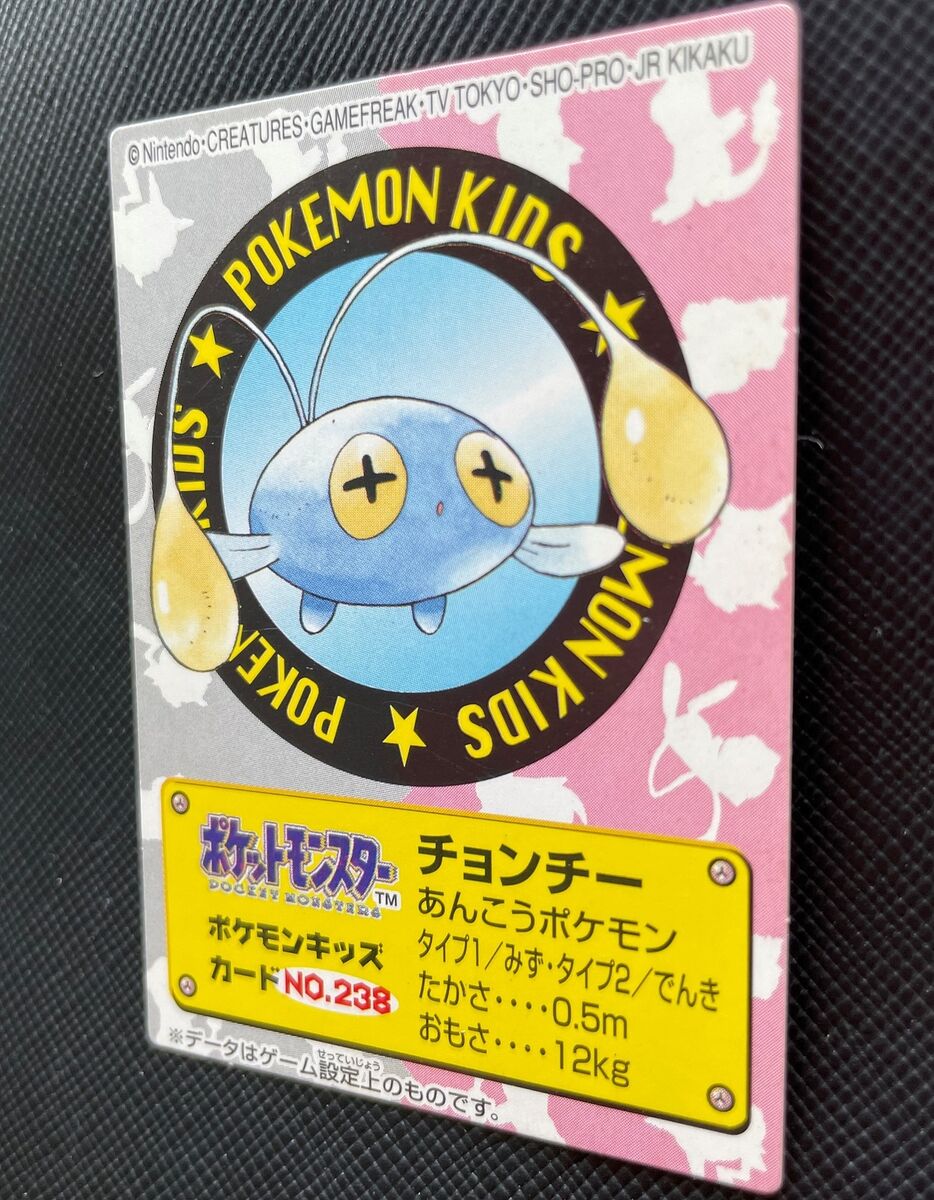 ©Nintendo・CREATURES・GAMEFREAK・TV TOKYO・SHO-PRO・JR KIKAKU
POKEMON KIDS
MON KIDS
POKEM
KIDS
ポケットモンスター TM
POCKET MONSTERS
ポケモンキッズ
カード NO.238
チョンチー
あんこうポケモン
タイプ1/みず・タイプ2/でんき
たかさ‥‥0.5m
おもさ‥‥12kg
せっていじょう
※データはゲーム設定上のものです。